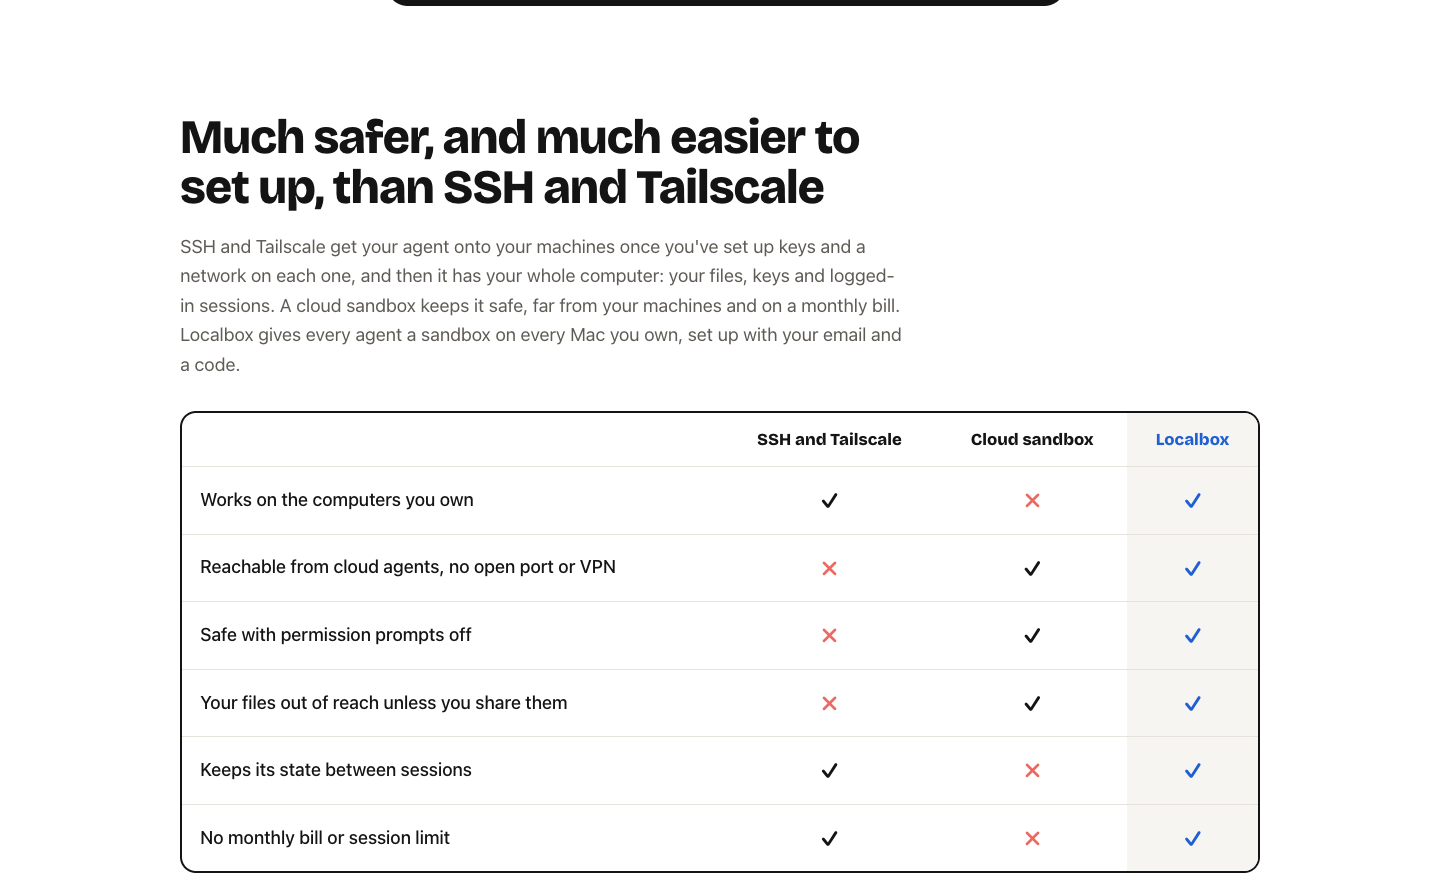 Much safer, and much easier to
set up, than SSH and Tailscale
SSH and Tailscale get your agent onto your machines once you've set up keys and a
network on each one, and then it has your whole computer: your files, keys and logged-
in sessions. A cloud sandbox keeps it safe, far from your machines and on a monthly bill.
Localbox gives every agent a sandbox on every Mac you own, set up with your email and
a code.
SSH and Tailscale Cloud sandbox Localbox
Works on the computers you own
Reachable from cloud agents, no open port or VPN
Safe with permission prompts off
Your files out of reach unless you share them
Keeps its state between sessions
No monthly bill or session limit